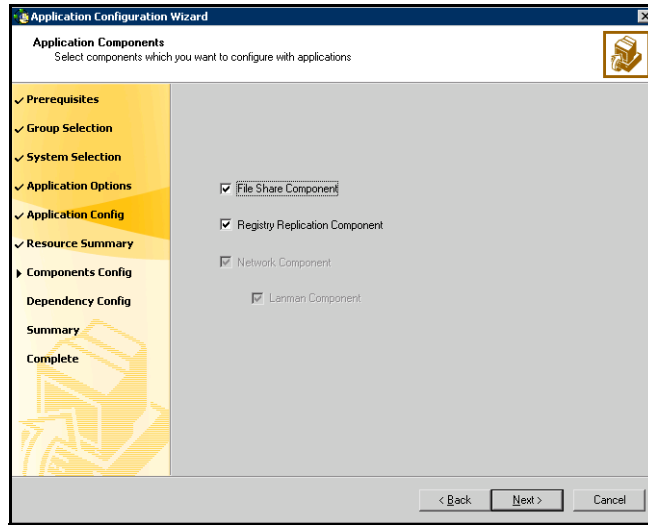 Application Configuration Wizard
Application Components
Select components which you want to configure with applications
Prerequisites
Group Selection
System Selection
Application Options
Application Config
Resource Summary
Components Config
Dependency Config
Summary
Complete
File Share Component
Registry Replication Component
Network Component
Lanman Component
< Back
Next >
Cancel